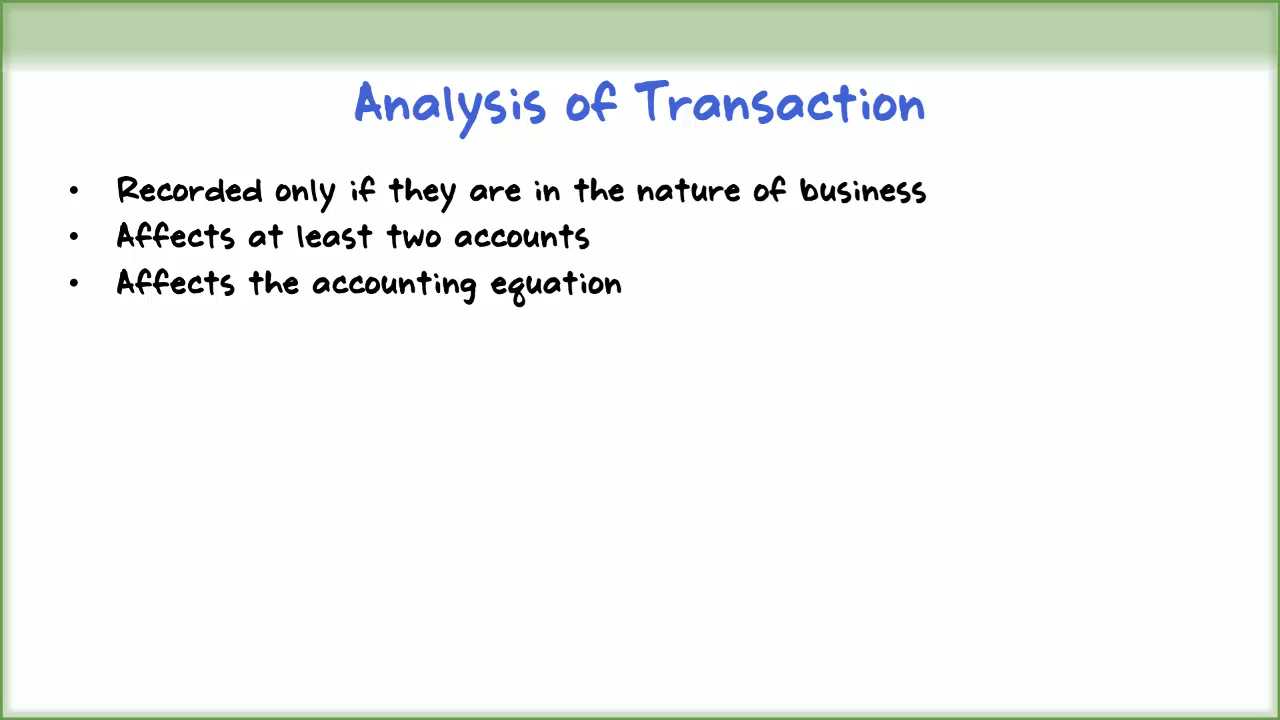 Analysis of Transaction
• Recorded only if they are in the nature of business
• Affects at least two accounts
• Affects the accounting equation